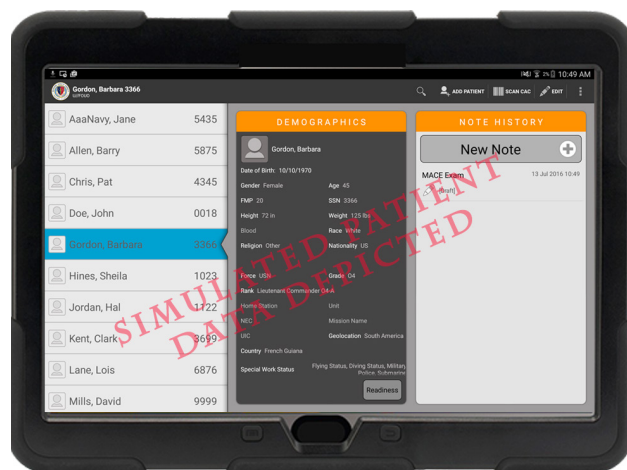 10:49 AM
Gordon, Barbara 3366
ADD PATIENT
SCAN CAC
EDIT
AaaNavy, Jane 5435
Allen, Barry 5875
Chris, Pat 4345
Doe, John 0018
Gordon, Barbara 3366
Hines, Sheila 1023
Jordan, Hal 1122
Kent, Clark 3699
Lane, Lois 6876
Mills, David 9999
DEMOGRAPHICS
Gordon, Barbara
Date of Birth: 10/10/1970
Gender Female Age 45
FMP 20 SSN 3366
Height 72 in Weight 125 lbs
Blood Race White
Religion Other Nationality US
Force USN Grade O4
Rank Lieutenant Commander O4-A
Home Station Unit
NEC Mission Name
UIC Geolocation South America
Country French Guiana
Special Work Status Flying Status, Diving Status, Military
Police, Submarine
Readiness
NOTE HISTORY
New Note
MACE Exam 13 Jul 2016 10:49
[draft]
SIMULATED PATIENT
DATA DEPICTED